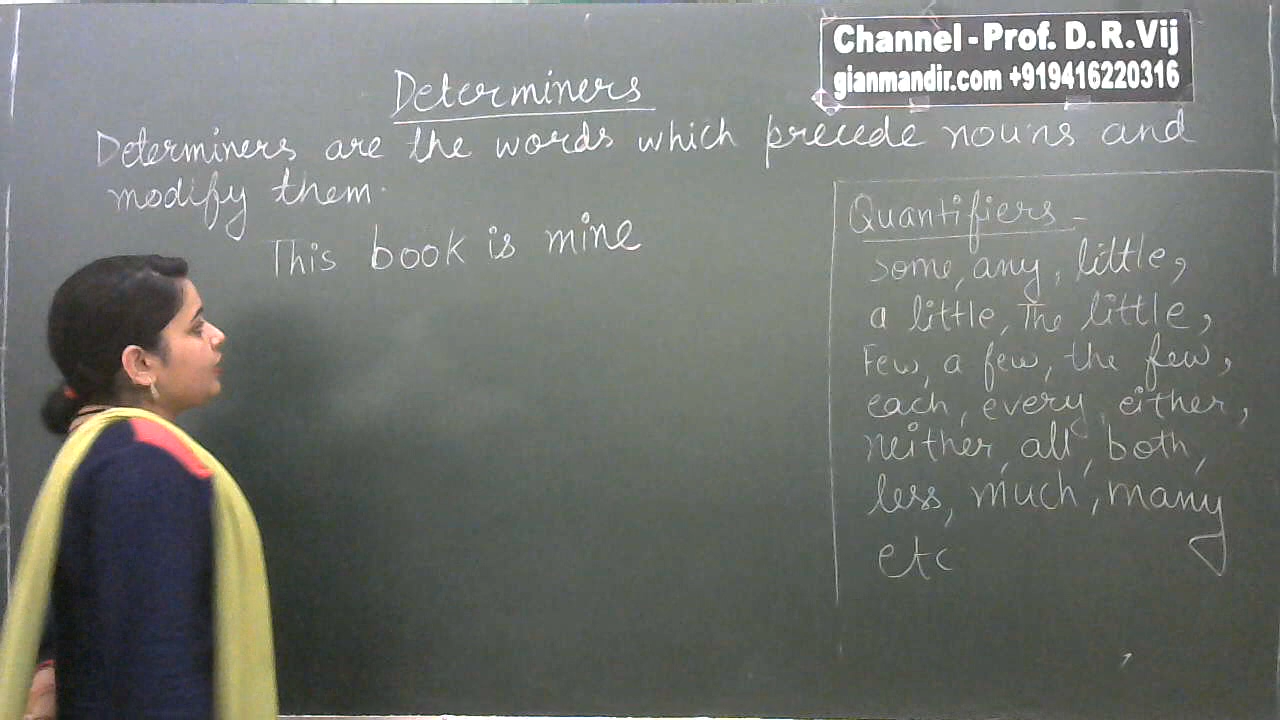 Channel - Prof. D. R. Vij
gianmandir.com +919416220316
Determiners
Determiners are the words which precede nouns and
modify them.
This book is mine
Quantifiers -
some, any, little,
a little, The little,
Few, a few, the few,
each, every, either,
neither, all, both,
less, much, many
etc